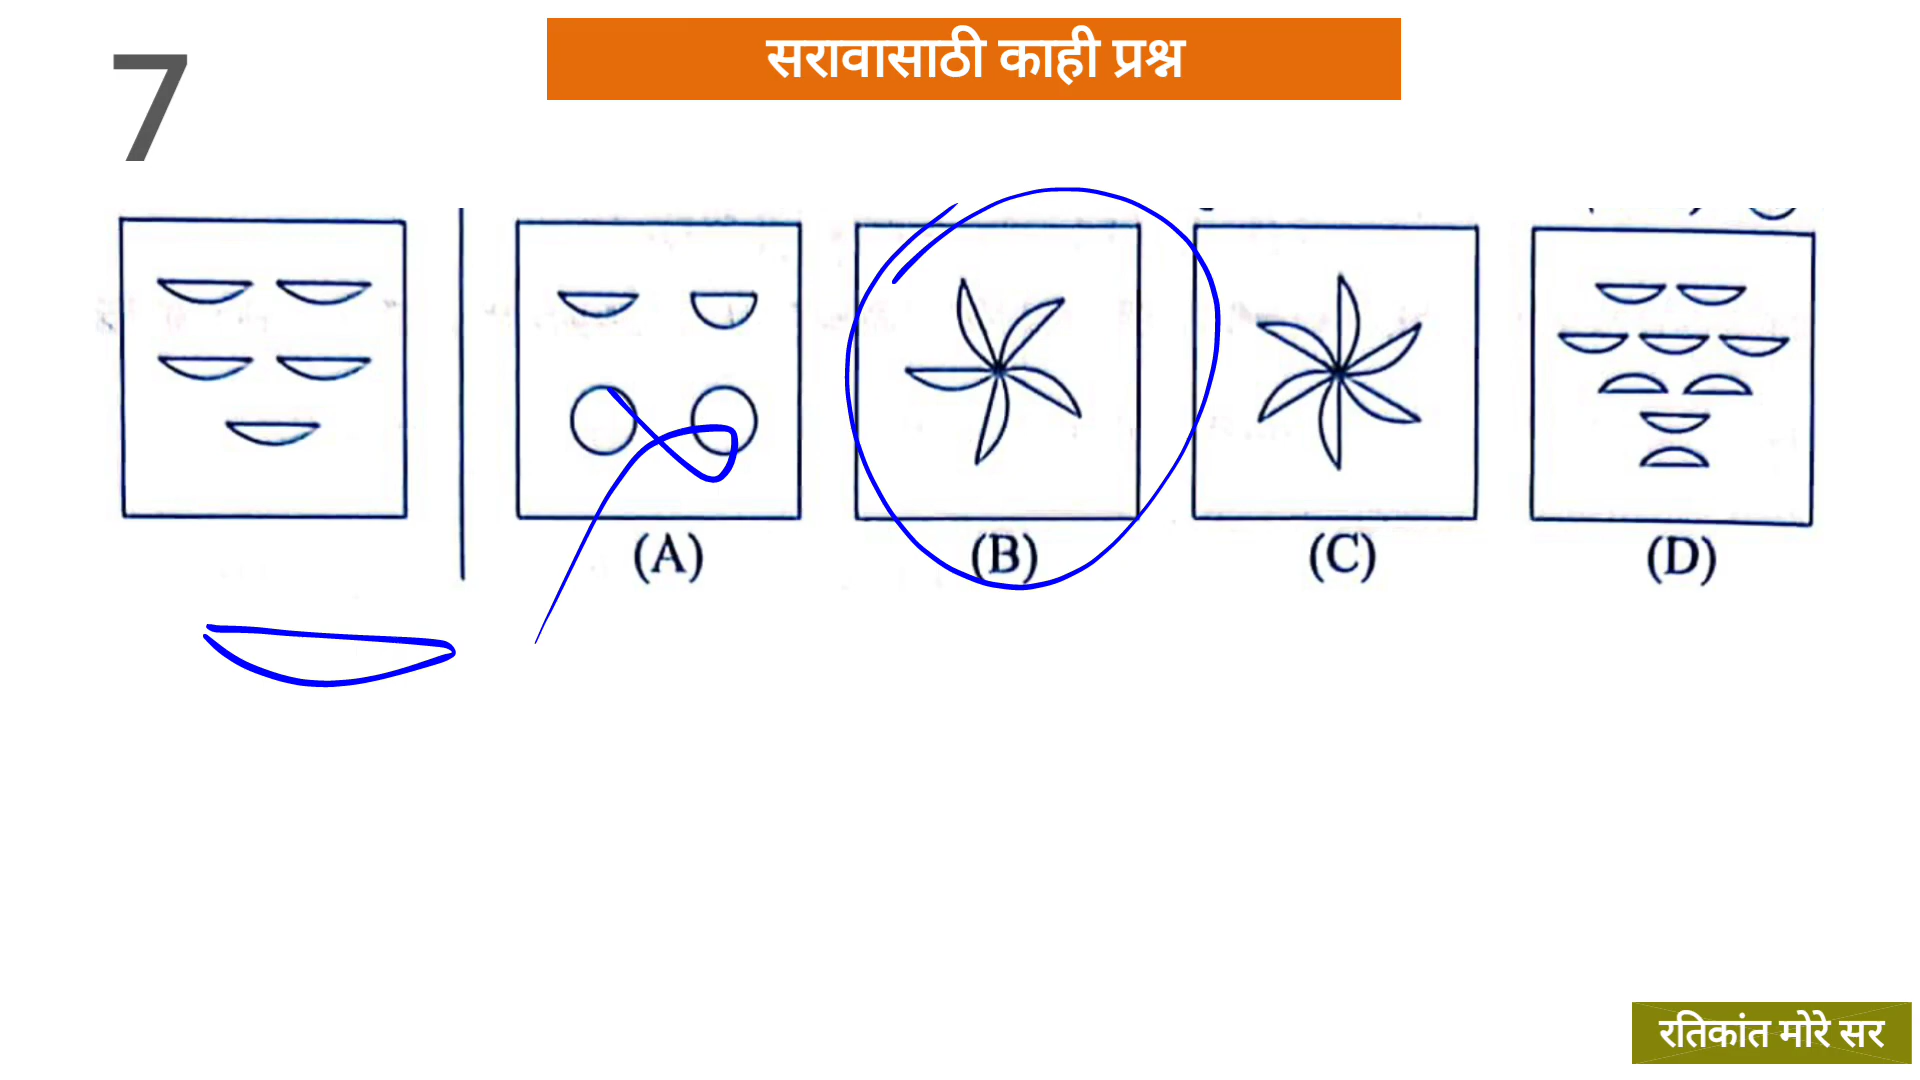 7
सरावासाठी काही प्रश्न
(A)
(B)
(C)
(D)
रतिकांत मोरे सर